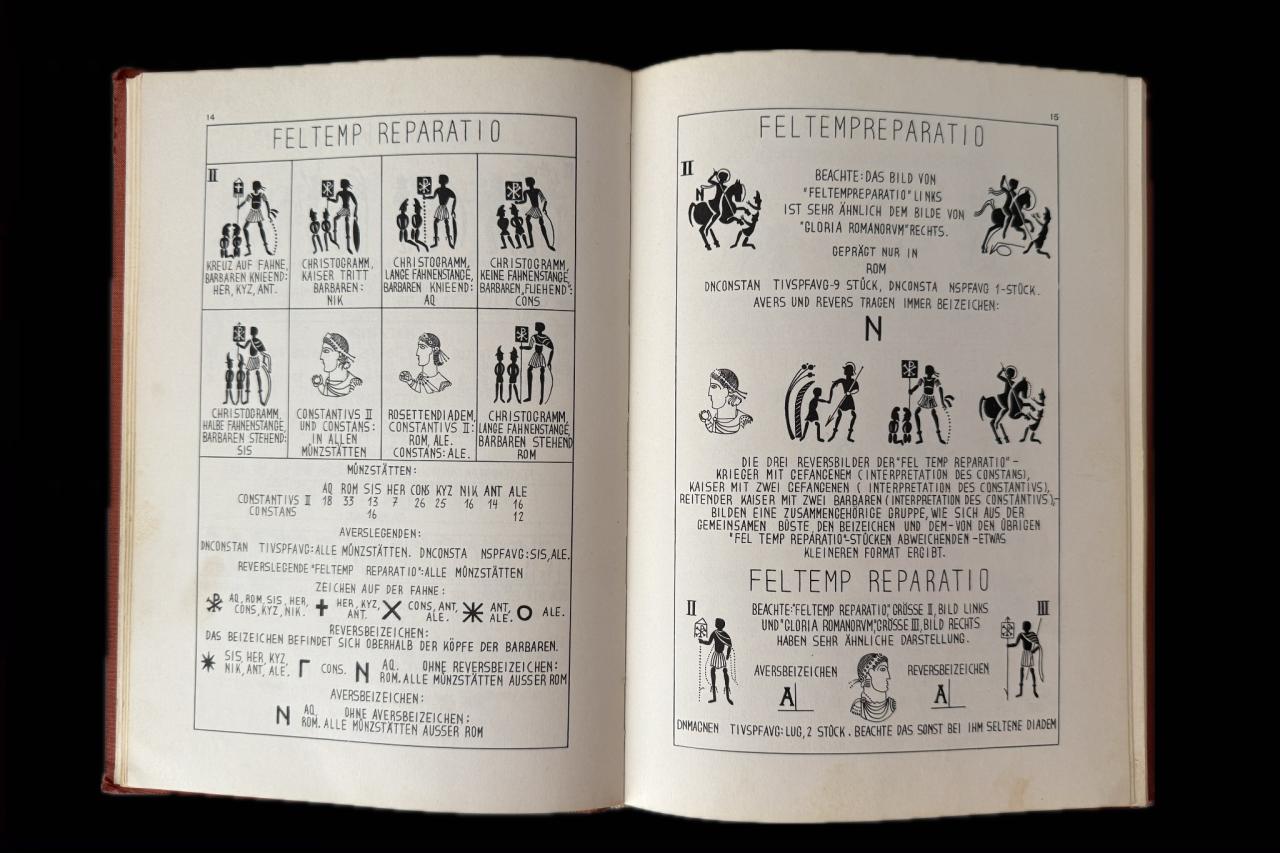 14
FELTEMP REPARATIO
II
KREUZ AUF FAHNE,
BARBAREN KNIEEND:
HER, KYZ, ANT.
CHRISTOGRAMM,
KAISER TRITT
BARBAREN:
NIK
CHRISTOGRAMM,
LANGE FAHNENSTANGE,
BARBAREN KNIEEND:
AQ
CHRISTOGRAMM,
KEINE FAHNENSTANGE,
BARBAREN „FLIEHEND“:
CONS
CHRISTOGRAMM,
HALBE FAHNENSTANGE,
BARBAREN STEHEND:
SIS
CONSTANTIVS II
UND CONSTANS:
IN ALLEN
MÜNZSTÄTTEN
ROSETTENDIADEM,
CONSTANTIVS II:
ROM, ALE.
CONSTANS: ALE.
CHRISTOGRAMM,
LANGE FAHNENSTANGE,
BARBAREN STEHEND
ROM
MÜNZSTÄTTEN:
AQ ROM SIS HER CONS KYZ NIK ANT ALE
CONSTANTIVS II 18 33 13 7 26 25 16 14 16
CONSTANS 16 12
AVERSLEGENDEN:
DNCONSTAN TIVSPFAVG: ALLE MÜNZSTÄTTEN. DNCONSTA NSPFAVG: SIS, ALE.
REVERSLEGENDE "FELTEMP REPARATIO": ALLE MÜNZSTÄTTEN
ZEICHEN AUF DER FAHNE:
AQ, ROM, SIS, HER, CONS, KYZ, NIK.
HER, KYZ, ANT.
CONS, ANT, ALE.
ANT, ALE.
ALE.
REVERSBEIZEICHEN:
DAS BEIZEICHEN BEFINDET SICH OBERHALB DER KÖPFE DER BARBAREN.
SIS, HER, KYZ, NIK, ANT, ALE.
Γ CONS.
N AQ. ROM.
OHNE REVERSBEIZEICHEN:
ALLE MÜNZSTÄTTEN AUSSER ROM
AVERSBEIZEICHEN:
N AQ, ROM.
OHNE AVERSBEIZEICHEN:
ALLE MÜNZSTÄTTEN AUSSER ROM
15
FELTEMPREPARATIO
II
N
BEACHTE: DAS BILD VON
"FELTEMPREPARATIO" LINKS
IST SEHR ÄHNLICH DEM BILDE VON
"GLORIA ROMANORVM" RECHTS.
GEPRÄGT NUR IN
ROM
DNCONSTAN TIVSPFAVG-9 STÜCK, DNCONSTA NSPFAVG 1-STÜCK.
AVERS UND REVERS TRAGEN IMMER BEIZEICHEN:
N
DIE DREI REVERSBILDER DER "FEL TEMP REPARATIO" -
KRIEGER MIT GEFANGENEM (INTERPRETATION DES CONSTANS),
KAISER MIT ZWEI GEFANGENEN ( INTERPRETATION DES CONSTANTIVS),
REITENDER KAISER MIT ZWEI BARBAREN (INTERPRETATION DES CONSTANTIVS),-
BILDEN EINE ZUSAMMENGEHÖRIGE GRUPPE, WIE SICH AUS DER
GEMEINSAMEN BÜSTE, DEN BEIZEICHEN UND DEM-VON DEN ÜBRIGEN
"FEL TEMP REPARATIO"-STÜCKEN ABWEICHENDEN-ETWAS
KLEINEREN FORMAT ERGIBT.
FELTEMP REPARATIO
II
BEACHTE: "FELTEMP REPARATIO," GRÖSSE II, BILD LINKS
UND "GLORIA ROMANORVM," GRÖSSE III, BILD RECHTS
HABEN SEHR ÄHNLICHE DARSTELLUNG.
III
AVERSBEIZEICHEN
A
REVERSBEIZEICHEN
A
DNMAGNEN TIVSPFAVG: LUG, 2 STÜCK. BEACHTE DAS SONST BEI IHM SELTENE DIADEM